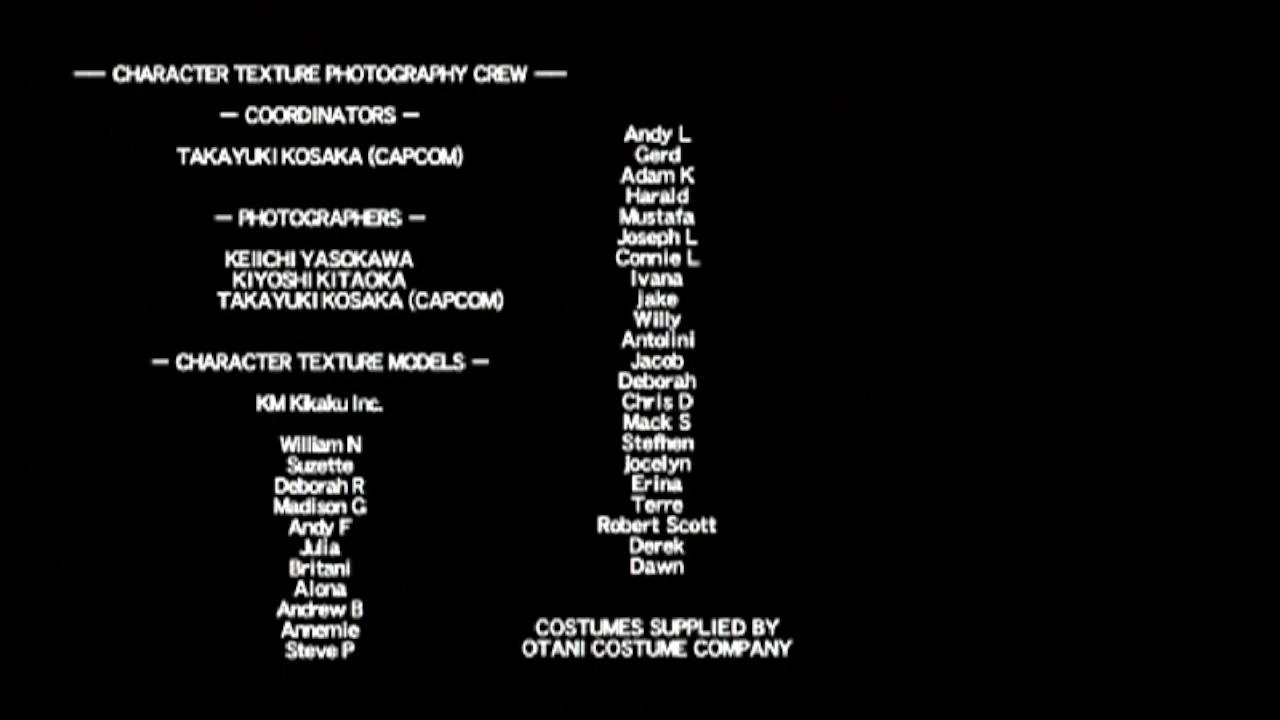 — CHARACTER TEXTURE PHOTOGRAPHY CREW —
— COORDINATORS —
TAKAYUKI KOSAKA (CAPCOM)
— PHOTOGRAPHERS —
KEIICHI YASOKAWA
KIYOSHI KITAOKA
TAKAYUKI KOSAKA (CAPCOM)
— CHARACTER TEXTURE MODELS —
KM Kikaku Inc.
William N
Suzette
Deborah R
Madison G
Andy F
Julia
Britani
Alona
Andrew B
Annemie
Steve P
Andy L
Gerd
Adam K
Harald
Mustafa
Joseph L
Connie L
Ivana
Jake
Willy
Antolini
Jacob
Deborah
Chris D
Mack S
Stefhen
Jocelyn
Erina
Terre
Robert Scott
Derek
Dawn
COSTUMES SUPPLIED BY
OTANI COSTUME COMPANY